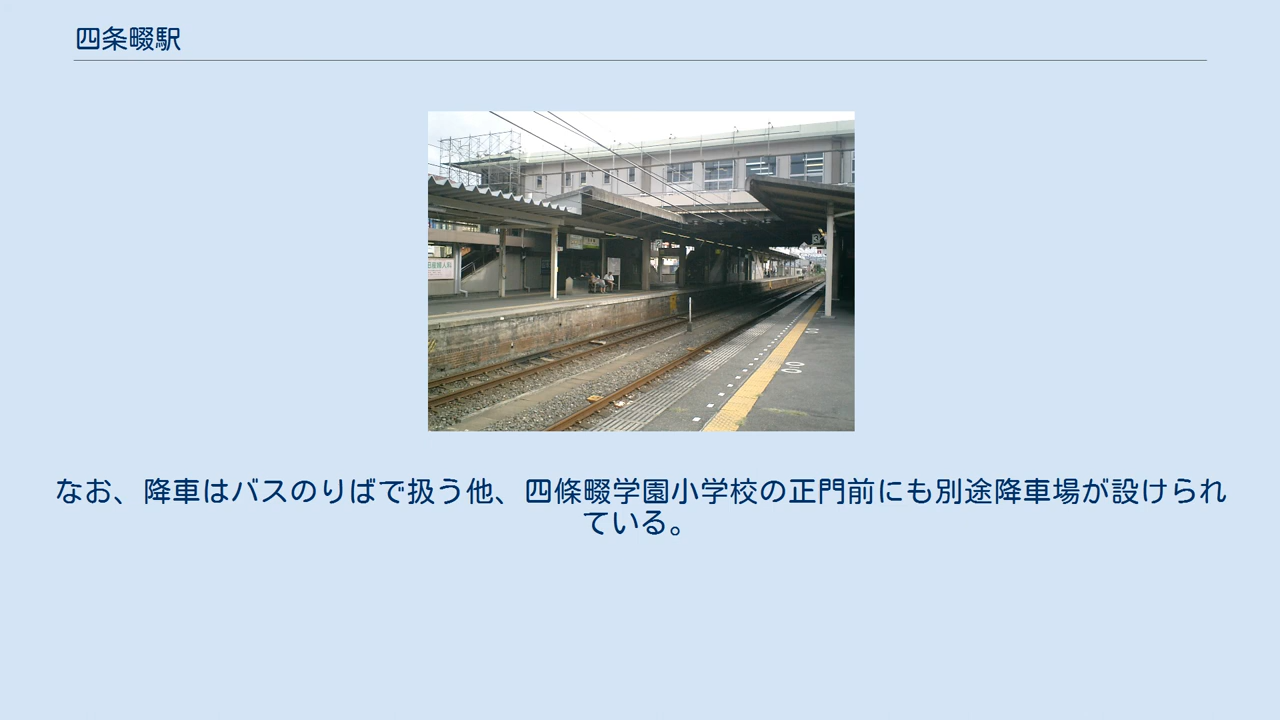 四条畷駅
なお、降車はバスのりばで扱う他、四條畷学園小学校の正門前にも別途降車場が設けられ
ている。